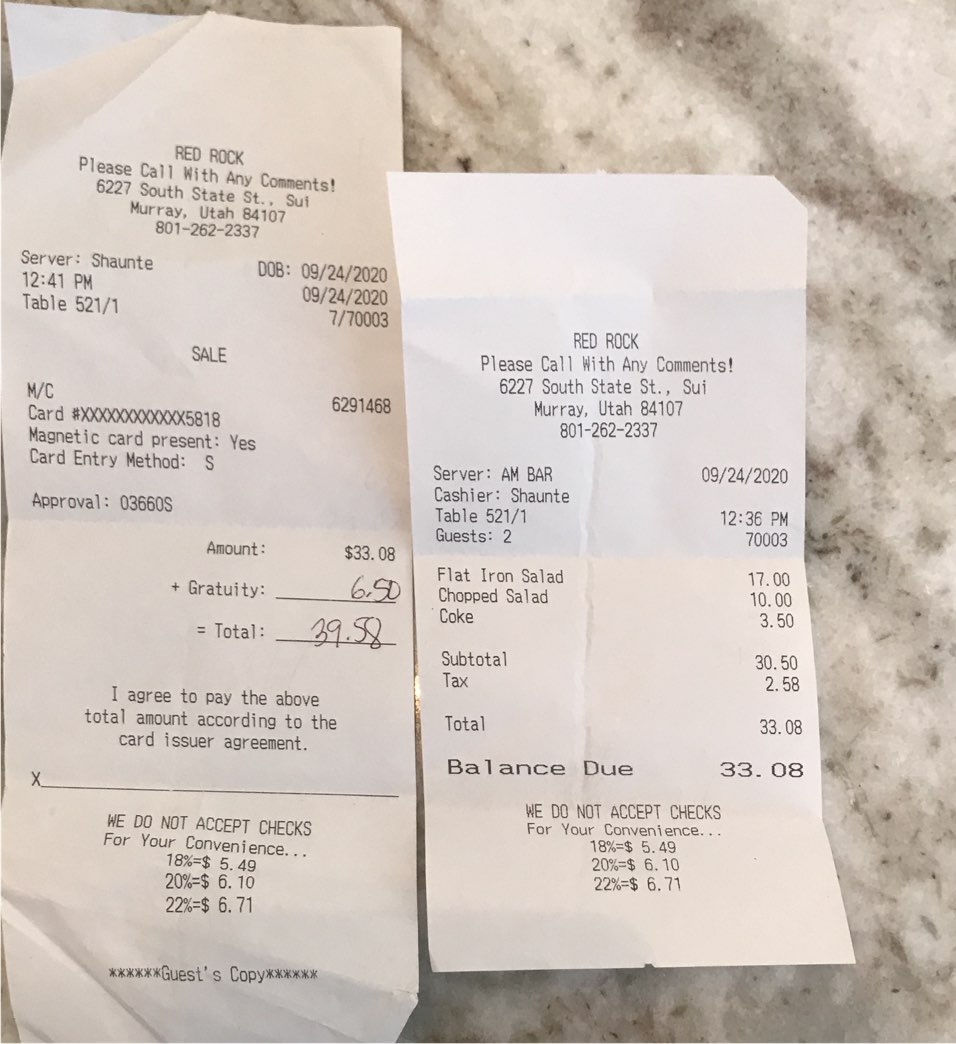 RED ROCK
Please Call With Any Comments!
6227 South State St., Sui
Murray, Utah 84107
801-262-2337
Server: Shaunte DOB: 09/24/2020
12:41 PM 09/24/2020
Table 521/1 7/70003
SALE
M/C 6291468
Card #XXXXXXXXXXXX5818
Magnetic card present: Yes
Card Entry Method: S
Approval: 03660S
Amount: $33.08
+ Gratuity: 6.50
= Total: 39.58
I agree to pay the above
total amount according to the
card issuer agreement.
X
WE DO NOT ACCEPT CHECKS
For Your Convenience...
18%=$ 5.49
20%=$ 6.10
22%=$ 6.71
******Guest's Copy******
RED ROCK
Please Call With Any Comments!
6227 South State St., Sui
Murray, Utah 84107
801-262-2337
Server: AM BAR 09/24/2020
Cashier: Shaunte
Table 521/1 12:36 PM
Guests: 2 70003
Flat Iron Salad 17.00
Chopped Salad 10.00
Coke 3.50
Subtotal 30.50
Tax 2.58
Total 33.08
Balance Due 33.08
WE DO NOT ACCEPT CHECKS
For Your Convenience...
18%=$ 5.49
20%=$ 6.10
22%=$ 6.71